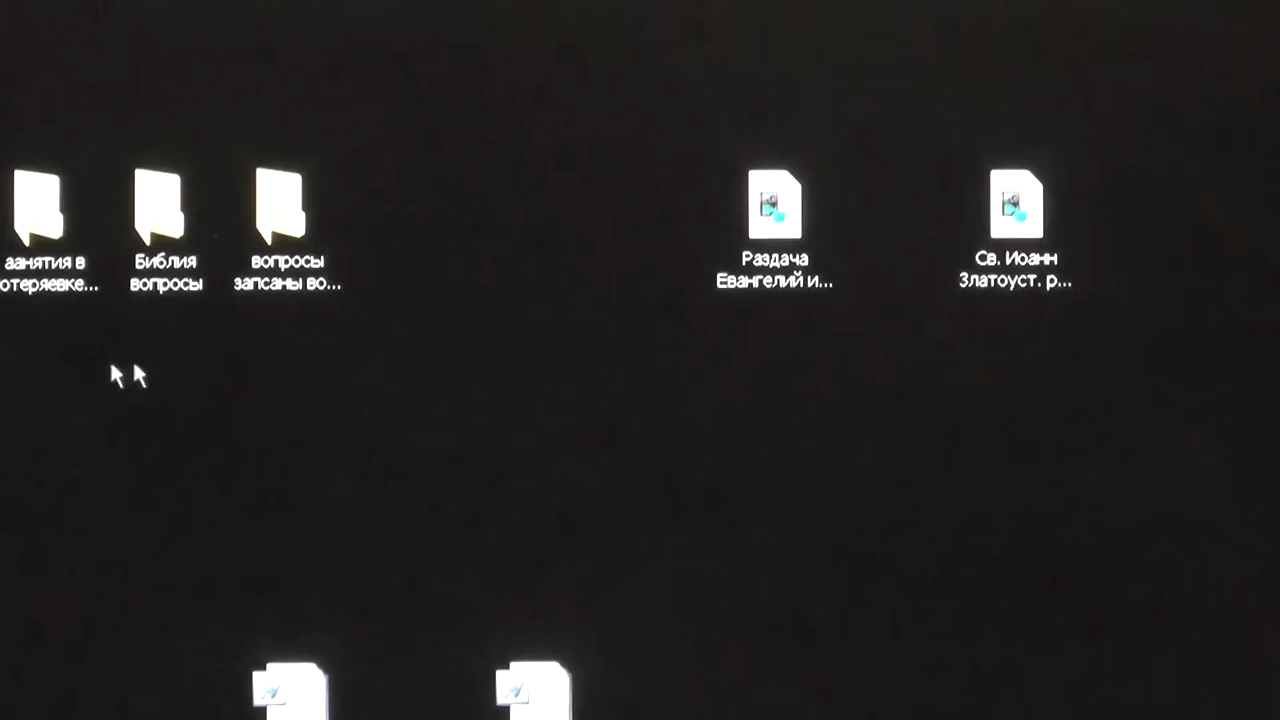 аанятия в
отеряевке...
Библия
вопросы
вопросы
запсаны во...
Раздача
Евангелий и...
Св. Иоанн
Златоуст. р...